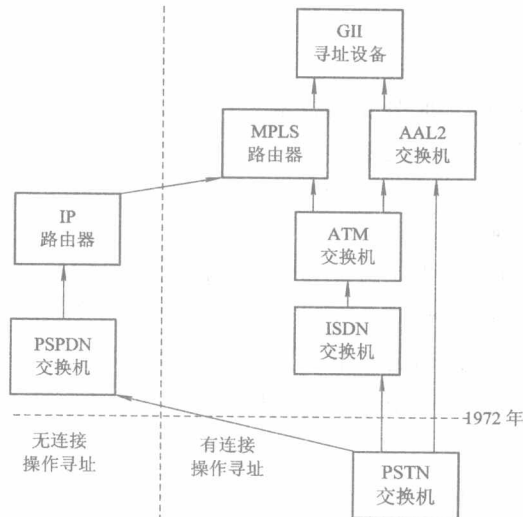 GII
寻址设备
MPLS
路由器
AAL2
交换机
IP
路由器
ATM
交换机
PSPDN
交换机
ISDN
交换机
1972 年
无连接
操作寻址
有连接
操作寻址
PSTN
交换机